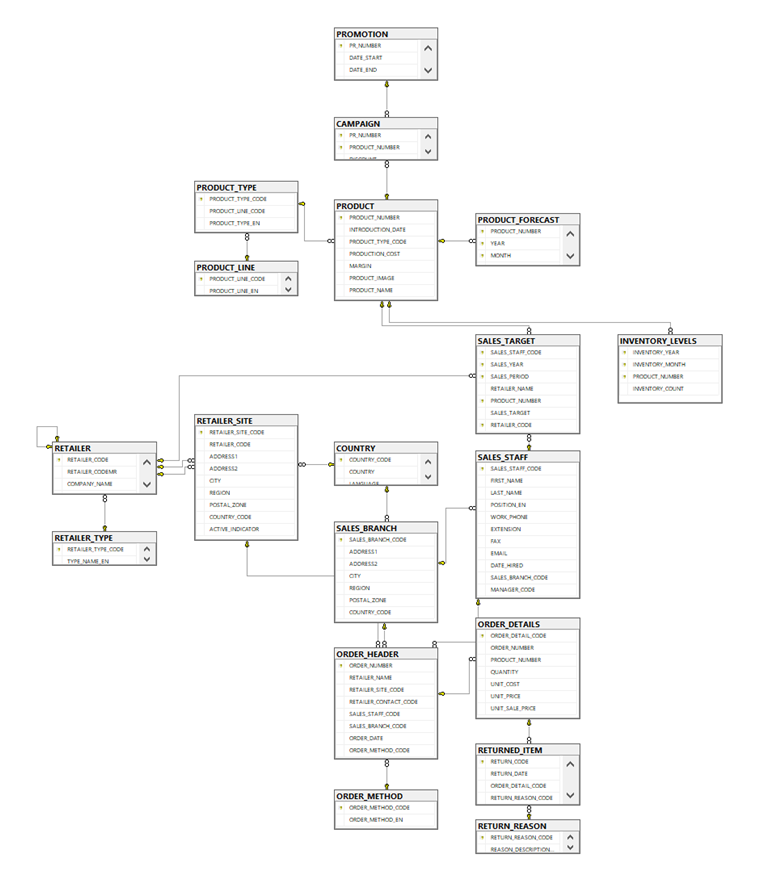 PROMOTION
PR_NUMBER
DATE_START
DATE_END
CAMPAIGN
PR_NUMBER
PRODUCT_NUMBER
DISCOUNT
PRODUCT_TYPE
PRODUCT_TYPE_CODE
PRODUCT_LINE_CODE
PRODUCT_TYPE_EN
PRODUCT_LINE
PRODUCT_LINE_CODE
PRODUCT_LINE_EN
PRODUCT
PRODUCT_NUMBER
INTRODUCTION_DATE
PRODUCT_TYPE_CODE
PRODUCTION_COST
MARGIN
PRODUCT_IMAGE
PRODUCT_NAME
PRODUCT_FORECAST
PRODUCT_NUMBER
YEAR
MONTH
SALES_TARGET
SALES_STAFF_CODE
SALES_YEAR
SALES_PERIOD
RETAILER_NAME
PRODUCT_NUMBER
SALES_TARGET
RETAILER_CODE
INVENTORY_LEVELS
INVENTORY_YEAR
INVENTORY_MONTH
PRODUCT_NUMBER
INVENTORY_COUNT
RETAILER
RETAILER_CODE
RETAILER_CODEMR
COMPANY_NAME
RETAILER_TYPE
RETAILER_TYPE_CODE
TYPE_NAME_EN
RETAILER_SITE
RETAILER_SITE_CODE
RETAILER_CODE
ADDRESS1
ADDRESS2
CITY
REGION
POSTAL_ZONE
COUNTRY_CODE
ACTIVE_INDICATOR
COUNTRY
COUNTRY_CODE
COUNTRY
LANGUAGE
SALES_BRANCH
SALES_BRANCH_CODE
ADDRESS1
ADDRESS2
CITY
REGION
POSTAL_ZONE
COUNTRY_CODE
SALES_STAFF
SALES_STAFF_CODE
FIRST_NAME
LAST_NAME
POSITION_EN
WORK_PHONE
EXTENSION
FAX
EMAIL
DATE_HIRED
SALES_BRANCH_CODE
MANAGER_CODE
ORDER_HEADER
ORDER_NUMBER
RETAILER_NAME
RETAILER_SITE_CODE
RETAILER_CONTACT_CODE
SALES_STAFF_CODE
SALES_BRANCH_CODE
ORDER_DATE
ORDER_METHOD_CODE
ORDER_DETAILS
ORDER_DETAIL_CODE
ORDER_NUMBER
PRODUCT_NUMBER
QUANTITY
UNIT_COST
UNIT_PRICE
UNIT_SALE_PRICE
ORDER_METHOD
ORDER_METHOD_CODE
ORDER_METHOD_EN
RETURNED_ITEM
RETURN_CODE
RETURN_DATE
ORDER_DETAIL_CODE
RETURN_REASON_CODE
RETURN_REASON
RETURN_REASON_CODE
REASON_DESCRIPTION...